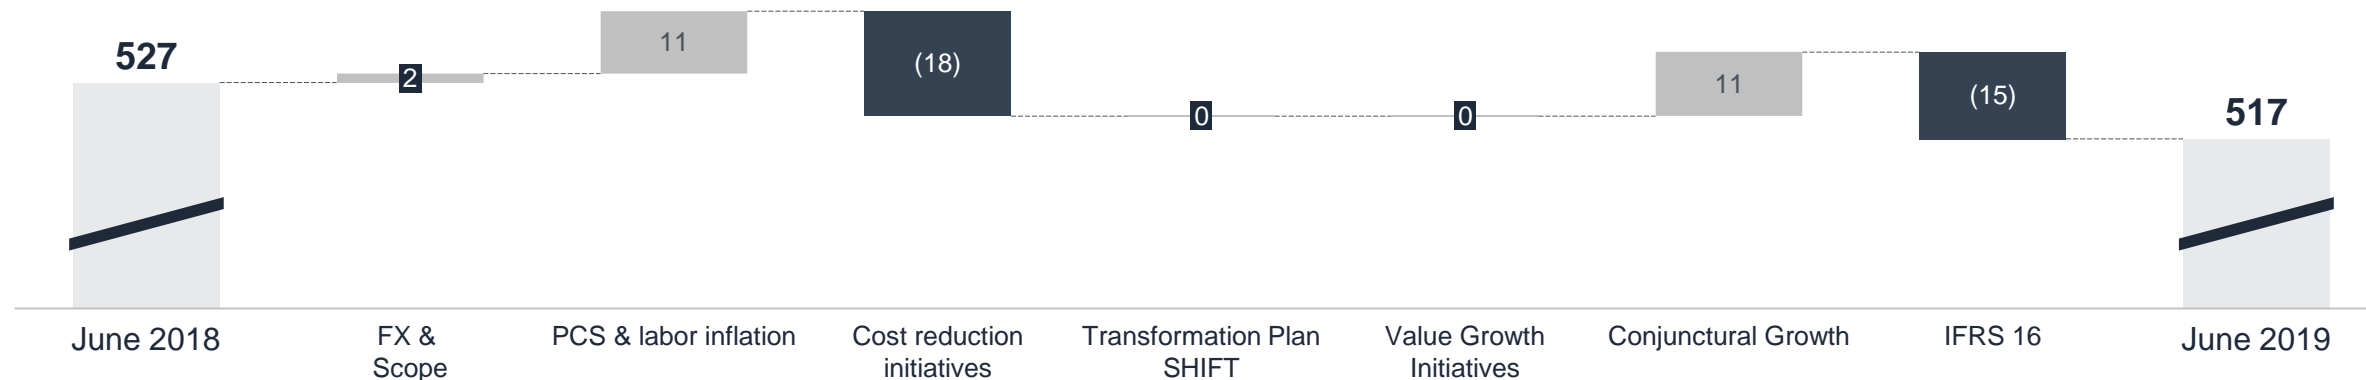 527
2
11
(18)
0
0
11
(15)
517
June 2018
FX &
Scope
PCS & labor inflation
Cost reduction
initiatives
Transformation Plan
SHIFT
Value Growth
Initiatives
Conjunctural Growth
IFRS 16
June 2019